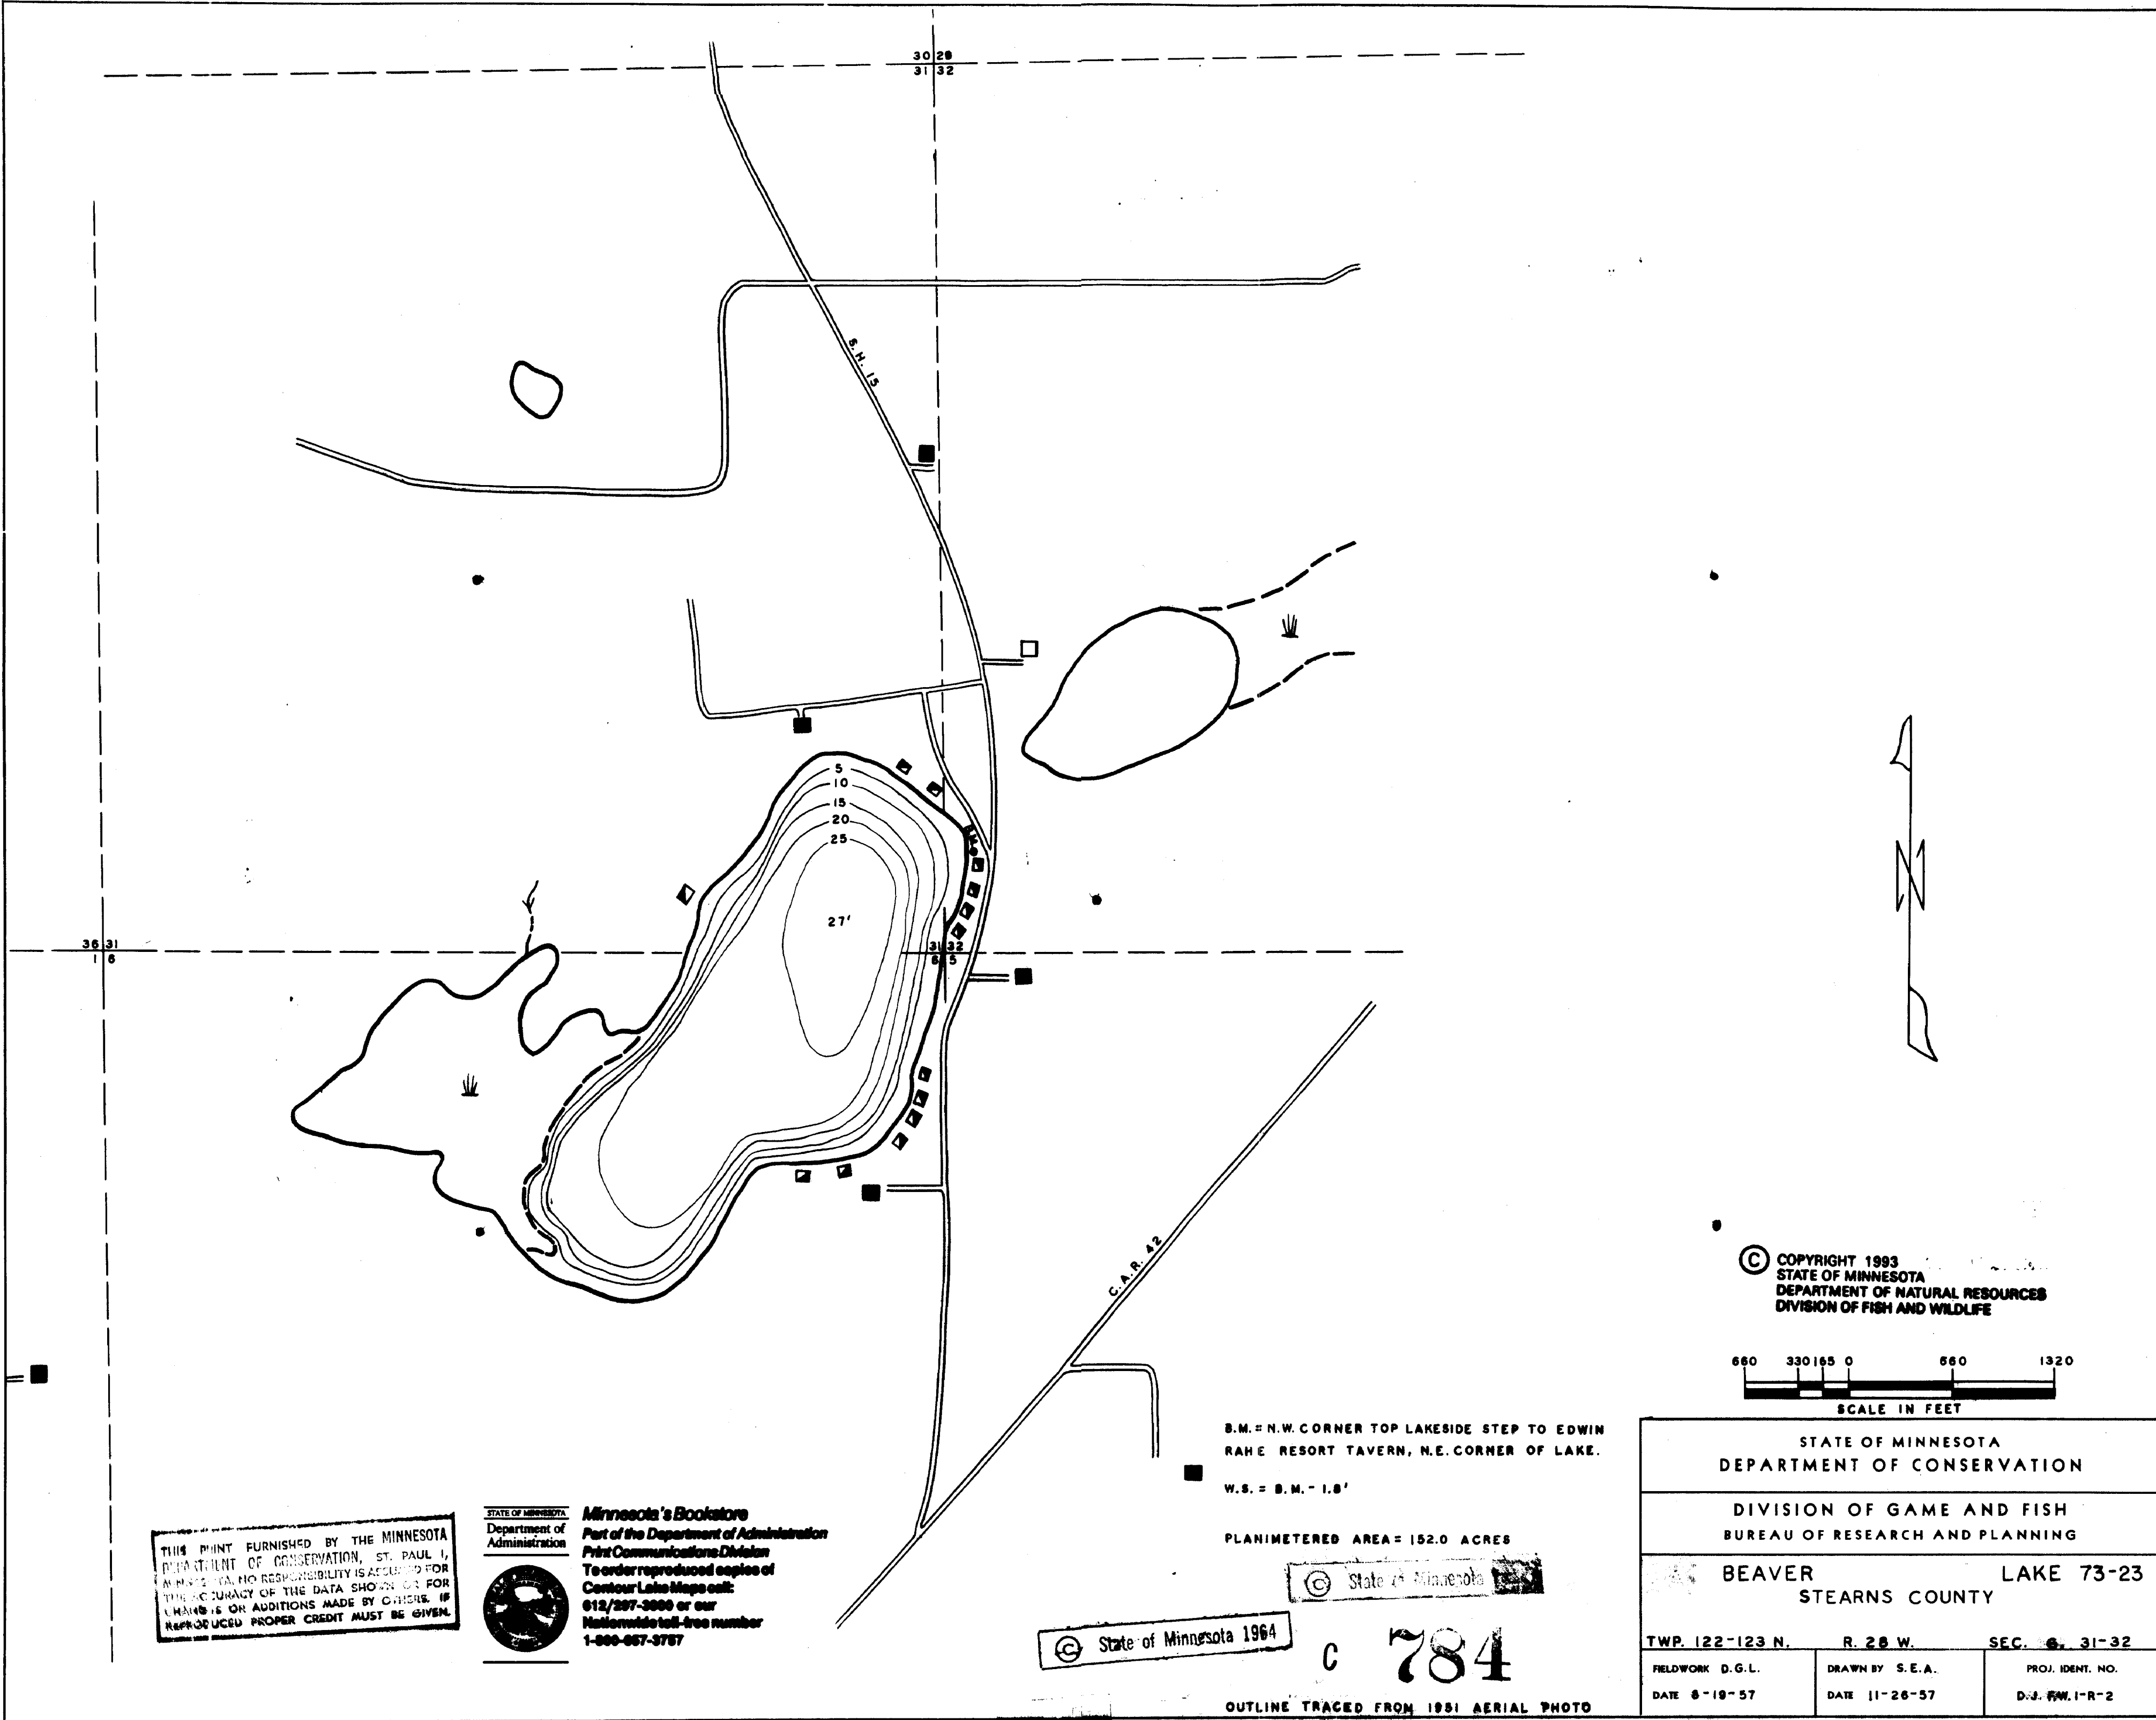 30 29
31 32
S. H. 15
5
10
15
20
25
B.M.
27'
36 31
1 6
31 32
6 5
N
C.A.R. 42
© COPYRIGHT 1993
STATE OF MINNESOTA
DEPARTMENT OF NATURAL RESOURCES
DIVISION OF FISH AND WILDLIFE
660 330 165 0 660 1320
SCALE IN FEET
B.M. = N.W. CORNER TOP LAKESIDE STEP TO EDWIN
RAHE RESORT TAVERN, N.E. CORNER OF LAKE.
W.S. = B.M. - 1.8'
PLANIMETERED AREA = 152.0 ACRES
© State of Minnesota
© State of Minnesota 1964
C 784
OUTLINE TRACED FROM 1951 AERIAL PHOTO
THIS PRINT FURNISHED BY THE MINNESOTA
DEPARTMENT OF CONSERVATION, ST. PAUL 1,
MINNESOTA, NO RESPONSIBILITY IS ASSUMED FOR
THE ACCURACY OF THE DATA SHOWN OR FOR
CHANGES OR ADDITIONS MADE BY OTHERS. IF
REPRODUCED PROPER CREDIT MUST BE GIVEN.
STATE OF MINNESOTA
Department of
Administration
Minnesota's Bookstore
Part of the Department of Administration
Print Communications Division
To order reproduced copies of
Contour Lake Maps call:
612/297-3000 or our
Nationwide toll-free number
1-800-657-3757
STATE OF MINNESOTA
DEPARTMENT OF CONSERVATION
DIVISION OF GAME AND FISH
BUREAU OF RESEARCH AND PLANNING
BEAVER LAKE 73-23
STEARNS COUNTY
TWP. 122-123 N. R. 28 W. SEC. 6, 31-32
FIELDWORK D.G.L. DRAWN BY S.E.A. PROJ. IDENT. NO.
DATE 8-19-57 DATE 11-26-57 D.J. F.W. 1-R-2